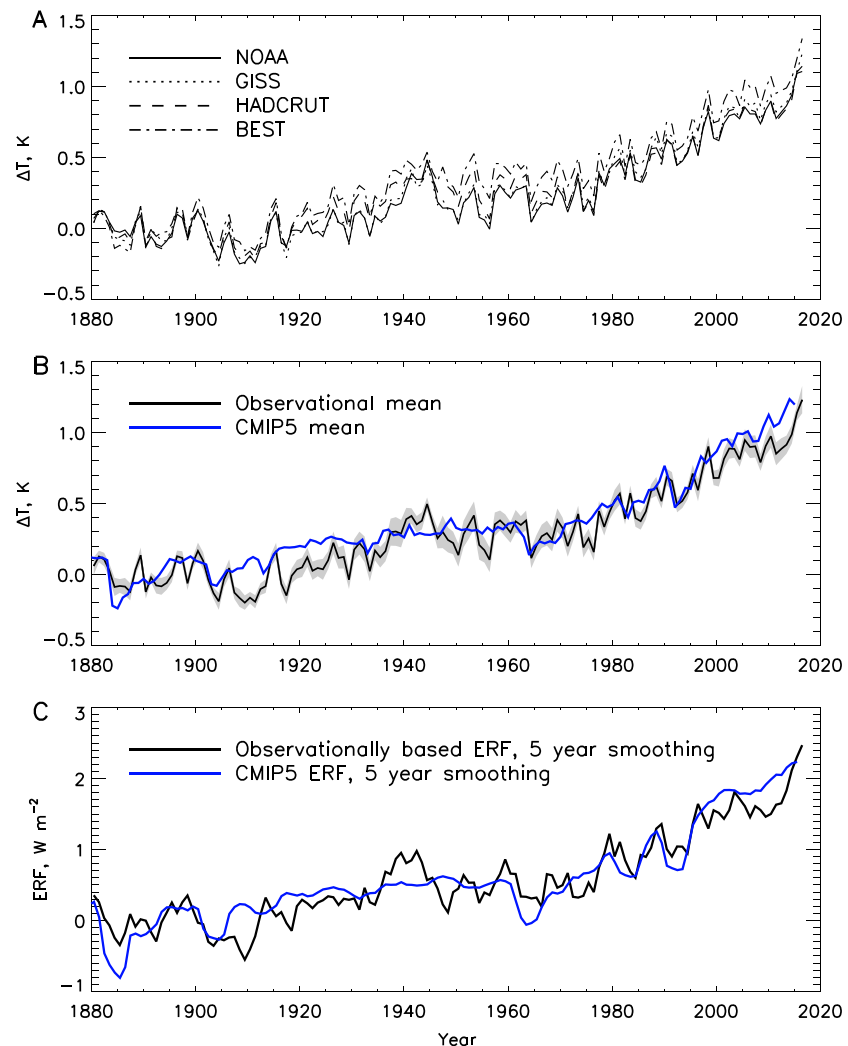 A
1.5
1.0
0.5
0.0
−0.5
ΔT, K
NOAA
GISS
HADCRUT
BEST
1880 1900 1920 1940 1960 1980 2000 2020
B
1.5
1.0
0.5
0.0
−0.5
ΔT, K
Observational mean
CMIP5 mean
1880 1900 1920 1940 1960 1980 2000 2020
C
3
2
1
0
−1
ERF, W m⁻²
Observationally based ERF, 5 year smoothing
CMIP5 ERF, 5 year smoothing
1880 1900 1920 1940 1960 1980 2000 2020
Year